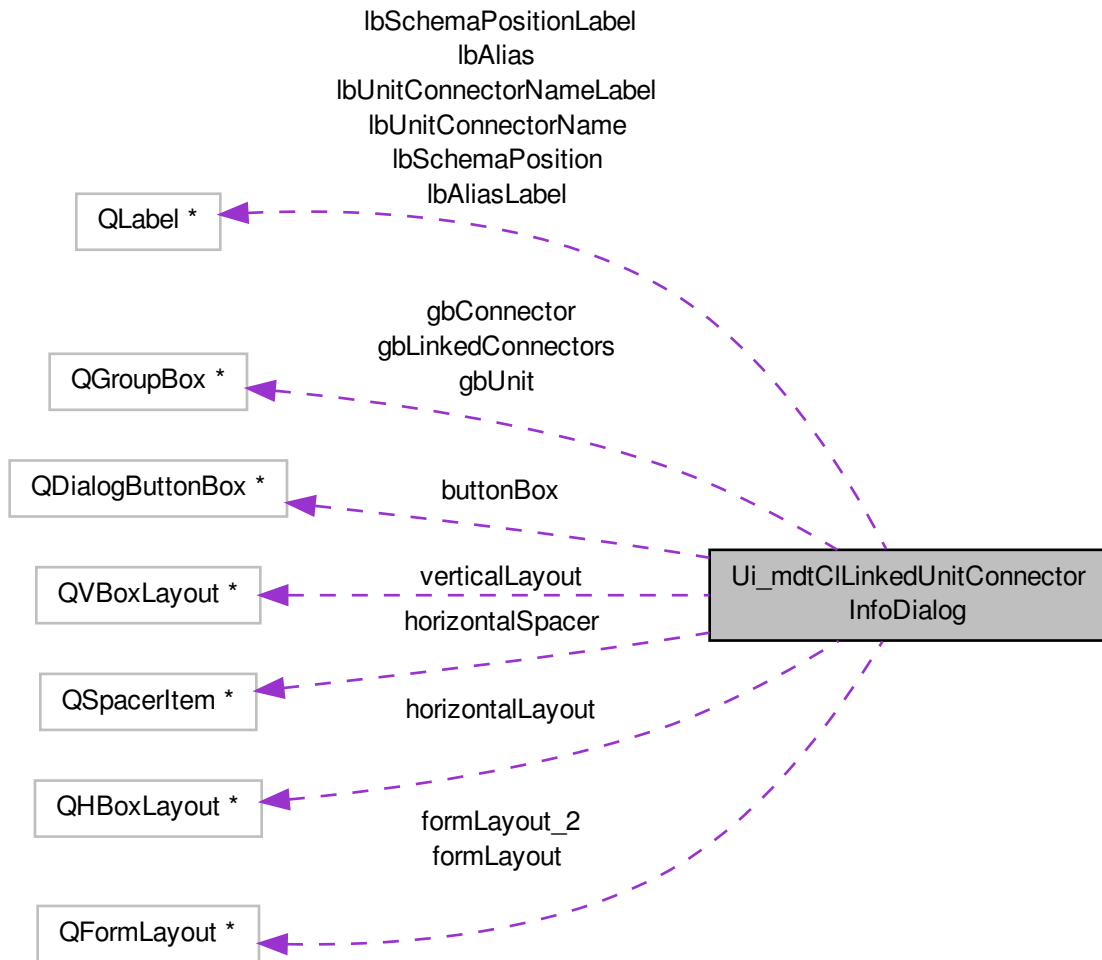 lbSchemaPositionLabel
lbAlias
lbUnitConnectorNameLabel
lbUnitConnectorName
lbSchemaPosition
lbAliasLabel
QLabel *
gbConnector
gbLinkedConnectors
gbUnit
QGroupBox *
QDialogButtonBox *
buttonBox
QVBoxLayout *
verticalLayout
Ui_mdtClLinkedUnitConnector
InfoDialog
horizontalSpacer
QSpacerItem *
horizontalLayout
QHBoxLayout *
formLayout_2
formLayout
QFormLayout *